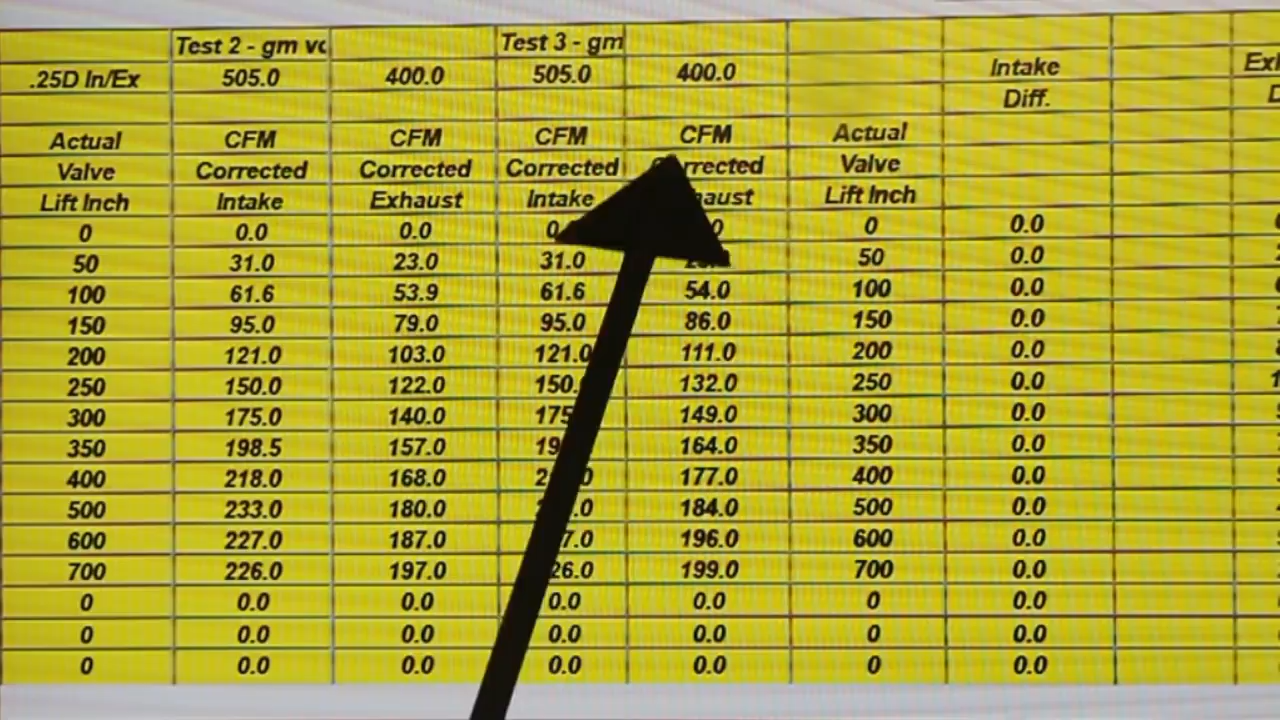 Test 2 - gm vo Test 3 - gm
.25D In/Ex 505.0 400.0 505.0 400.0 Intake
Diff.
Actual CFM CFM CFM CFM Actual
Valve Corrected Corrected Corrected Valve
Lift Inch Intake Exhaust Intake Lift Inch
0 0.0 0.0 0 0.0
50 31.0 23.0 31.0 50 0.0
100 61.6 53.9 61.6 54.0 100 0.0
150 95.0 79.0 95.0 86.0 150 0.0
200 121.0 103.0 121.0 111.0 200 0.0
250 150.0 122.0 132.0 250 0.0
300 175.0 140.0 149.0 300 0.0
350 198.5 157.0 164.0 350 0.0
400 218.0 168.0 177.0 400 0.0
500 233.0 180.0 184.0 500 0.0
600 227.0 187.0 196.0 600 0.0
700 226.0 197.0 199.0 700 0.0
0 0.0 0.0 0.0 0.0 0 0.0
0 0.0 0.0 0.0 0.0 0 0.0
0 0.0 0.0 0.0 0.0 0 0.0